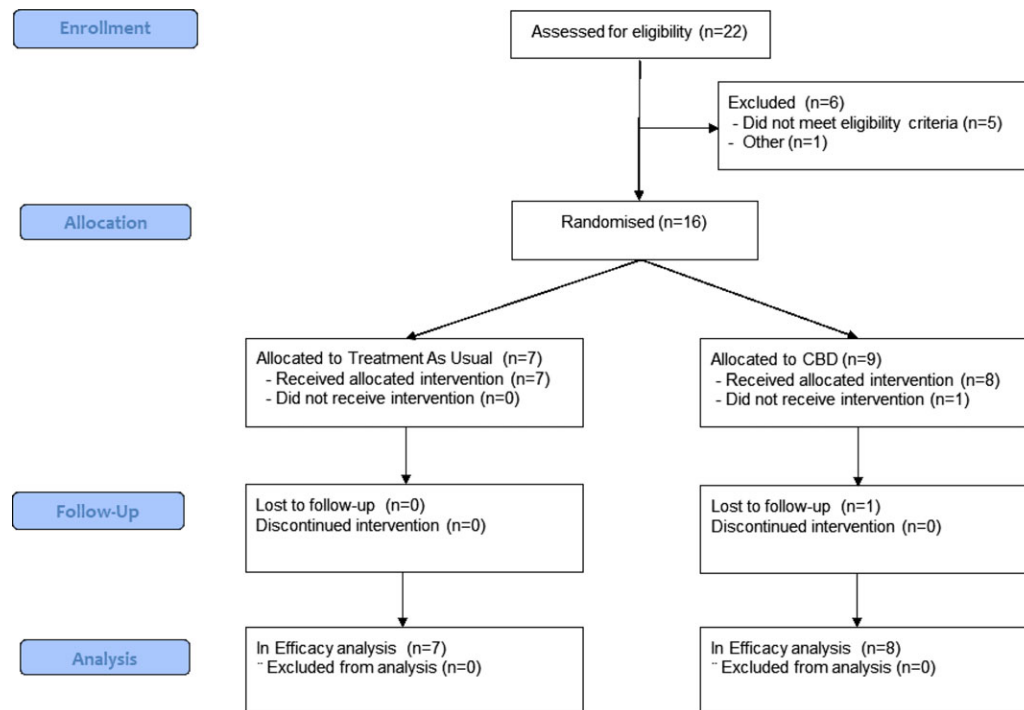 Enrollment
Assessed for eligibility (n=22)
Excluded (n=6)
- Did not meet eligibility criteria (n=5)
- Other (n=1)
Allocation
Randomised (n=16)
Allocated to Treatment As Usual (n=7)
- Received allocated intervention (n=7)
- Did not receive intervention (n=0)
Allocated to CBD (n=9)
- Received allocated intervention (n=8)
- Did not receive intervention (n=1)
Follow-Up
Lost to follow-up (n=0)
Discontinued intervention (n=0)
Lost to follow-up (n=1)
Discontinued intervention (n=0)
Analysis
In Efficacy analysis (n=7)
¨ Excluded from analysis (n=0)
In Efficacy analysis (n=8)
¨ Excluded from analysis (n=0)